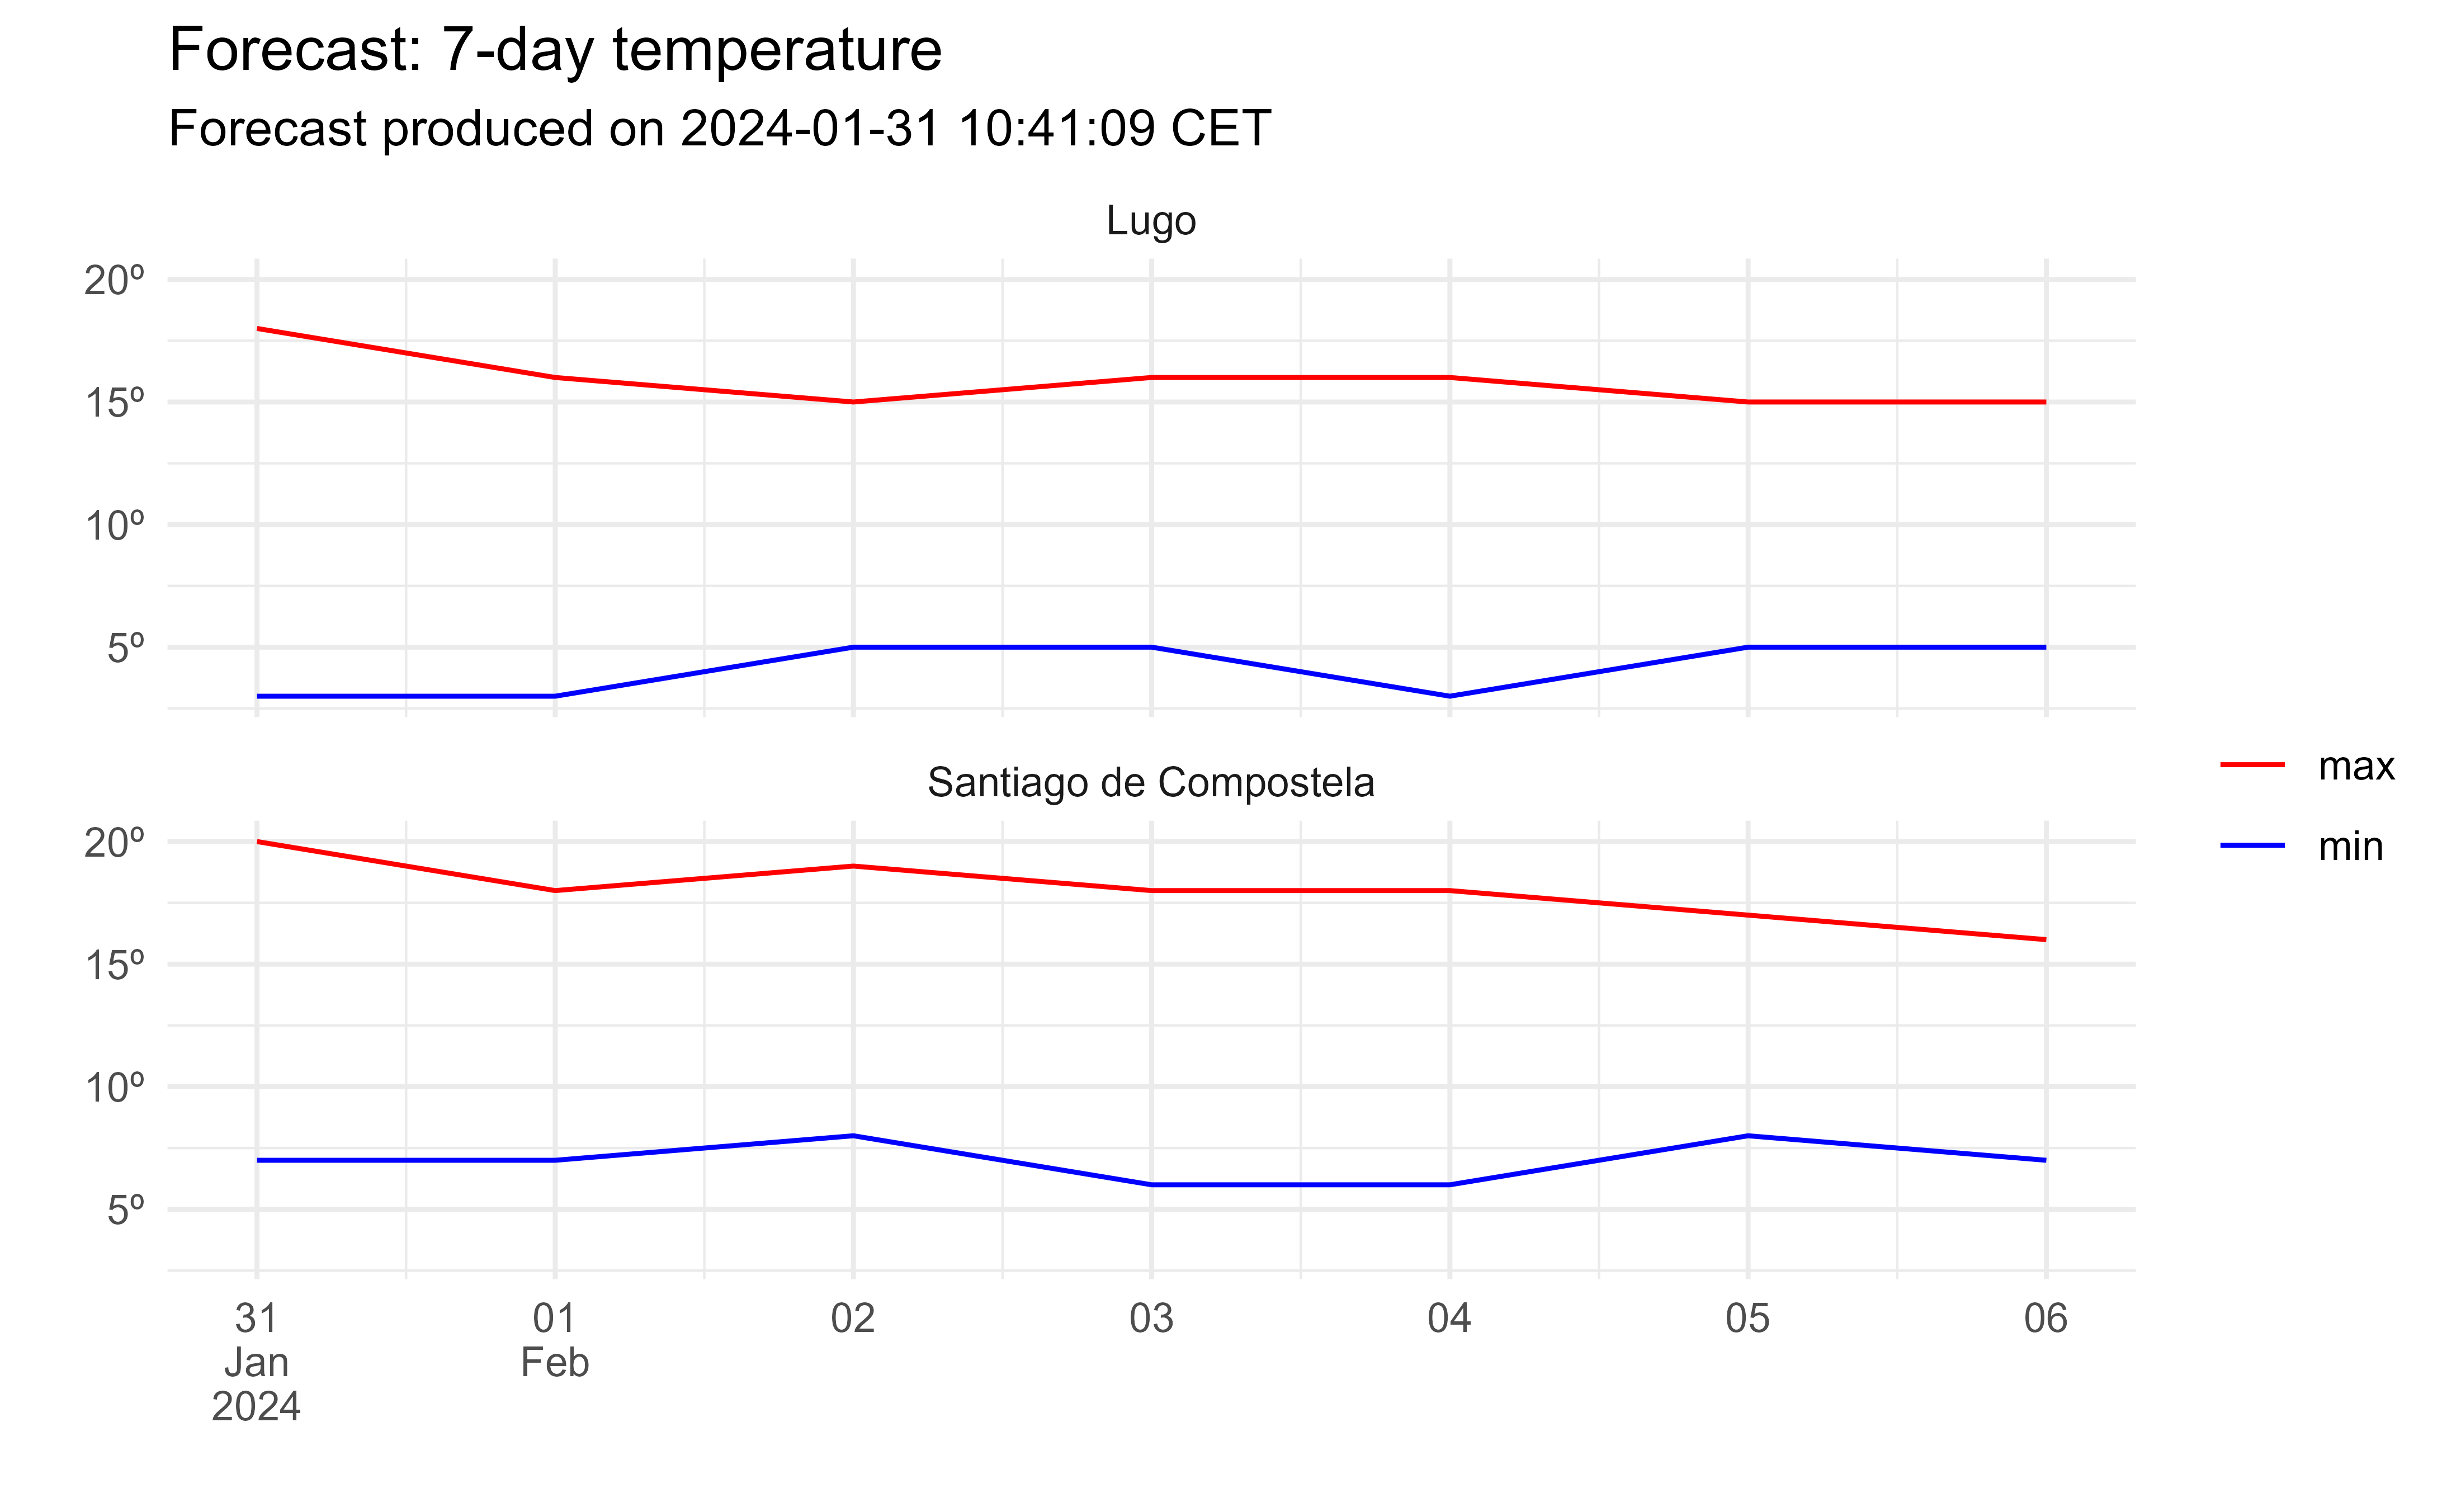 Forecast: 7-day temperature
Forecast produced on 2024-01-31 10:41:09 CET
Lugo
20º
15º
10º
5º
Santiago de Compostela
20º
15º
10º
5º
31 01 02 03 04 05 06
Jan Feb
2024
max
min